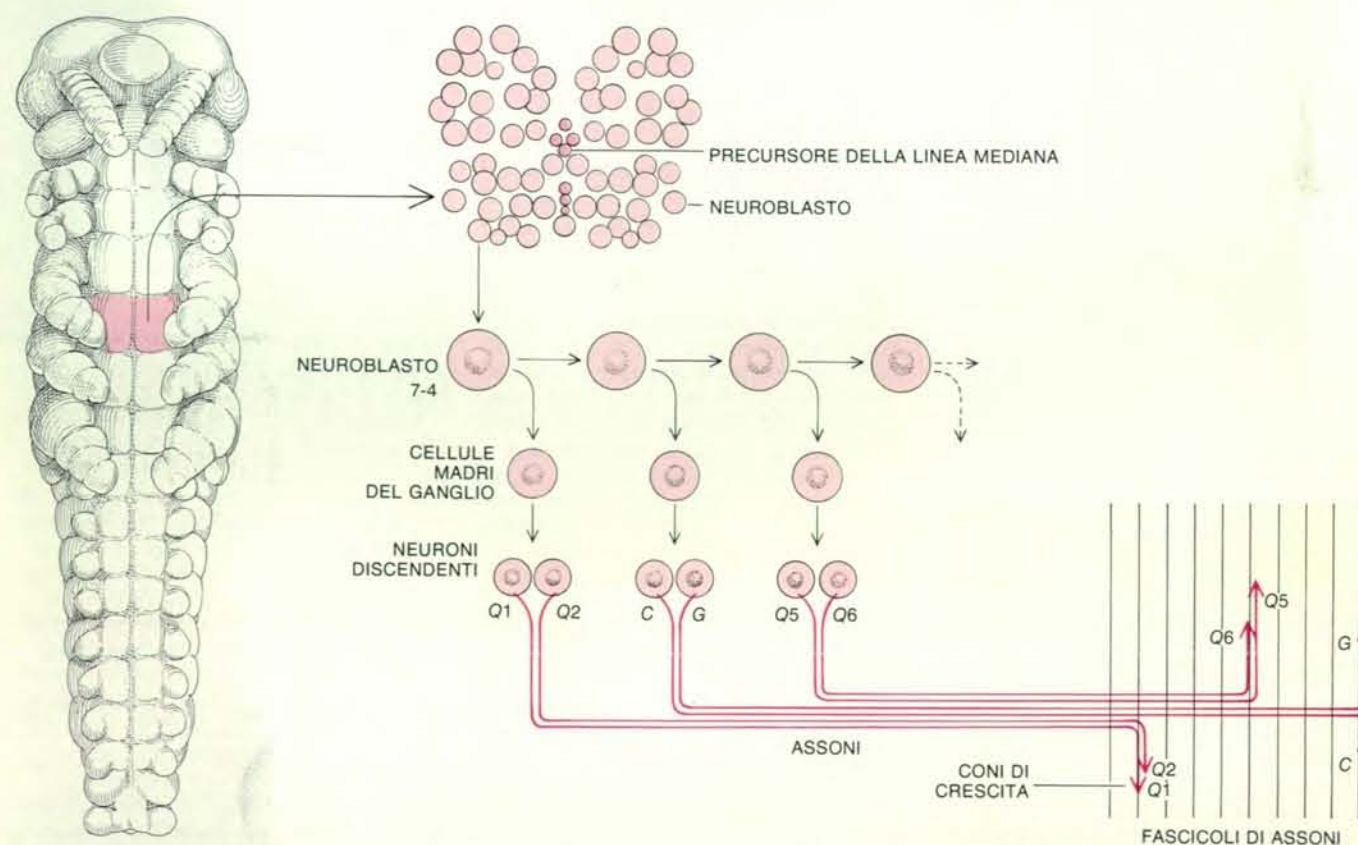 PRECURSORE DELLA LINEA MEDIANA
NEUROBLASTO
NEUROBLASTO
7-4
CELLULE
MADRI
DEL GANGLIO
NEURONI
DISCENDENTI
Q1 Q2 C G Q5 Q6
Q5
Q6
G
ASSONI
C
CONI DI
CRESCITA
Q2
Q1
FASCICOLI DI ASSONI